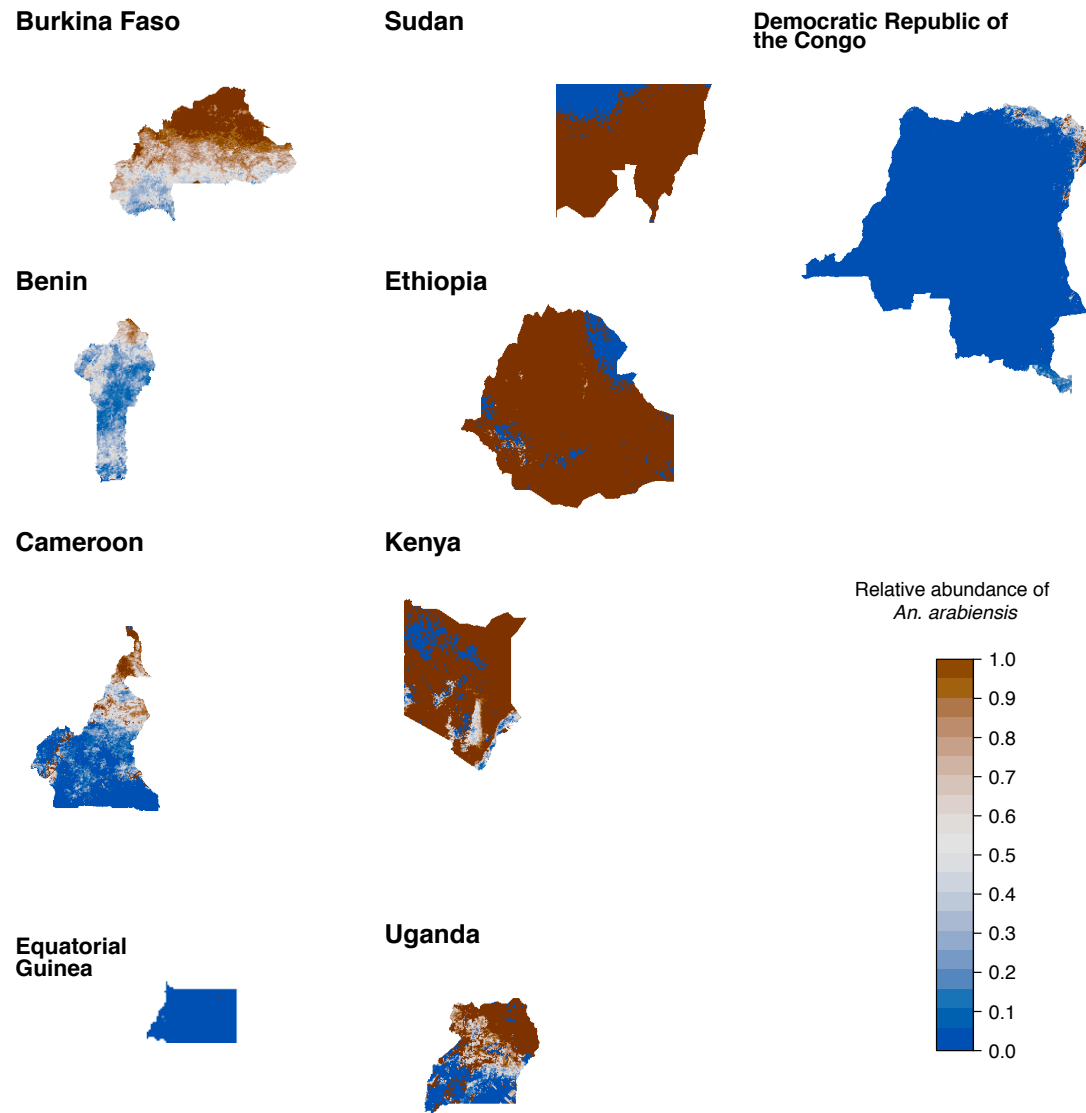 Burkina Faso
Sudan
Democratic Republic of
the Congo
Benin
Ethiopia
Cameroon
Kenya
Relative abundance of
An. arabiensis
1.0
0.9
0.8
0.7
0.6
0.5
0.4
0.3
0.2
0.1
0.0
Equatorial
Guinea
Uganda